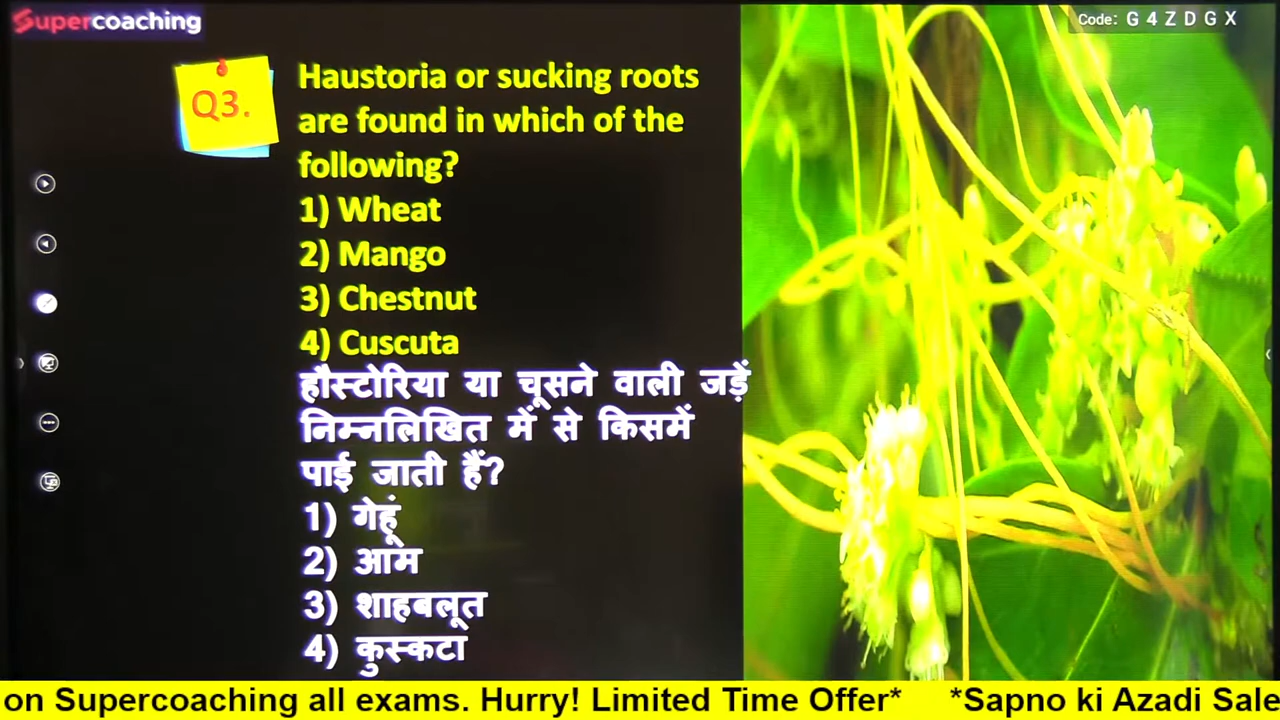 Supercoaching
Code: G4ZDGX
Q3.
Haustoria or sucking roots
are found in which of the
following?
1) Wheat
2) Mango
3) Chestnut
4) Cuscuta
हौस्टोरिया या चूसने वाली जड़ें
निम्नलिखित में से किसमें
पाई जाती हैं?
1) गेहूं
2) आम
3) शाहबलूत
4) कुस्कटा
on Supercoaching all exams. Hurry! Limited Time Offer* *Sapno ki Azadi Sale